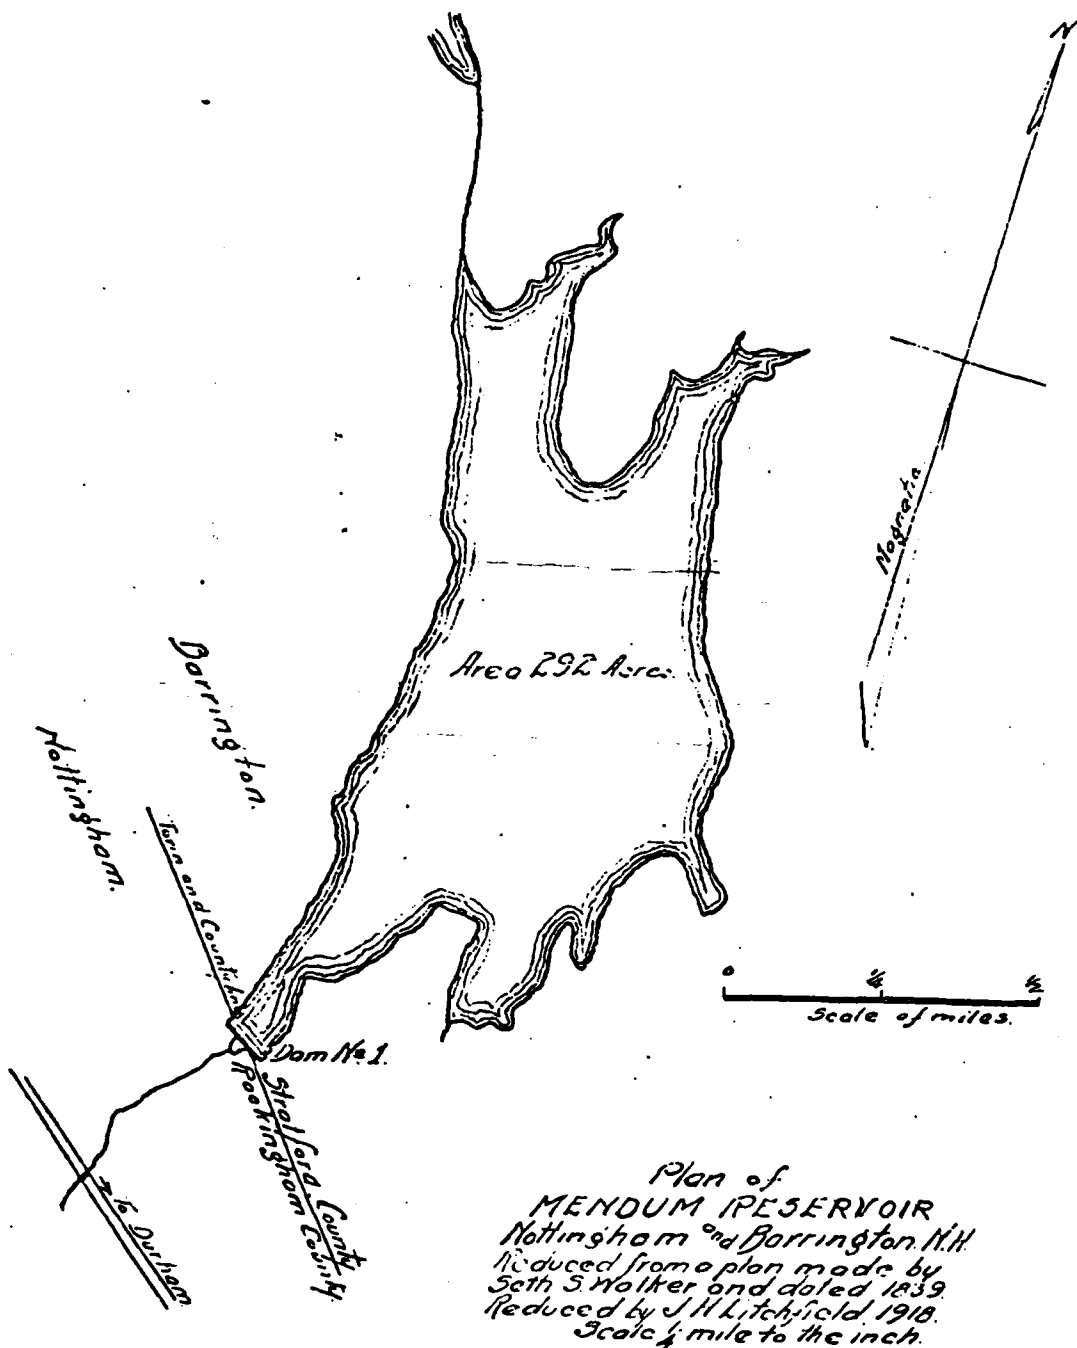 N
Magnetic
Area 292 Acres.
Barrington.
Nottingham.
Town and County Line
Dam No 1.
Strafford County
Rockingham County.
To Durham
0 ¼ ½
Scale of miles.
Plan of
MENDUM RESERVOIR
Nottingham and Barrington. N.H.
Reduced from a plan made by
Seth S. Walker and dated 1839.
Reduced by J H Litchfield 1918.
Scale ¼ mile to the inch.